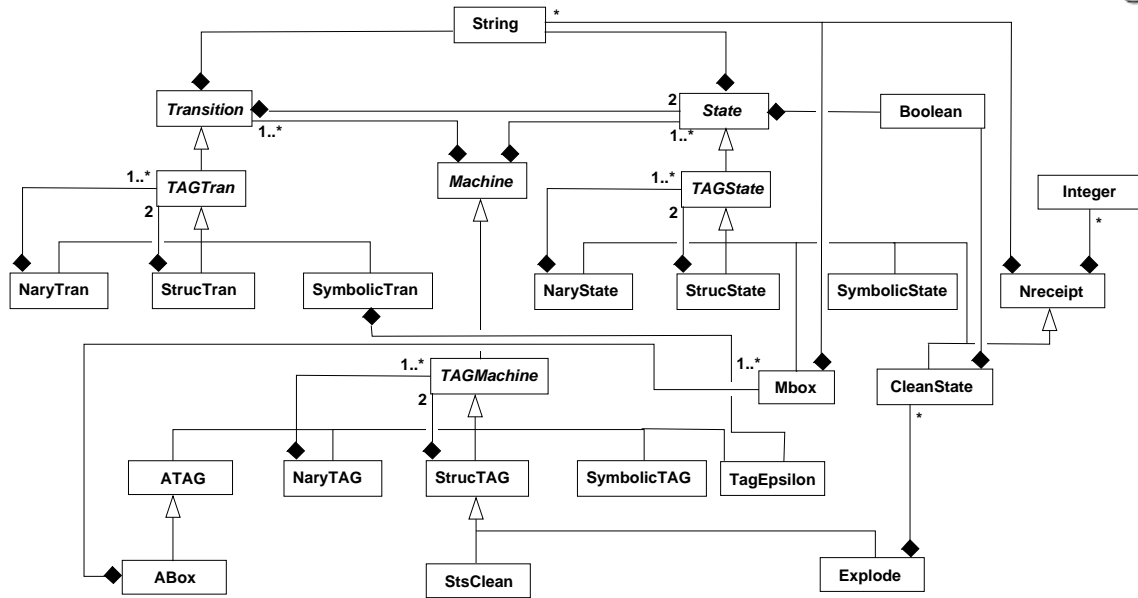 String
*
Transition
2
State
Boolean
1..*
1..*
1..*
TAGTran
Machine
1..*
TAGState
Integer
2
2
*
NaryTran
StrucTran
SymbolicTran
NaryState
StrucState
SymbolicState
Nreceipt
1..*
TAGMachine
1..*
Mbox
CleanState
2
*
ATAG
NaryTAG
StrucTAG
SymbolicTAG
TagEpsilon
ABox
StsClean
Explode